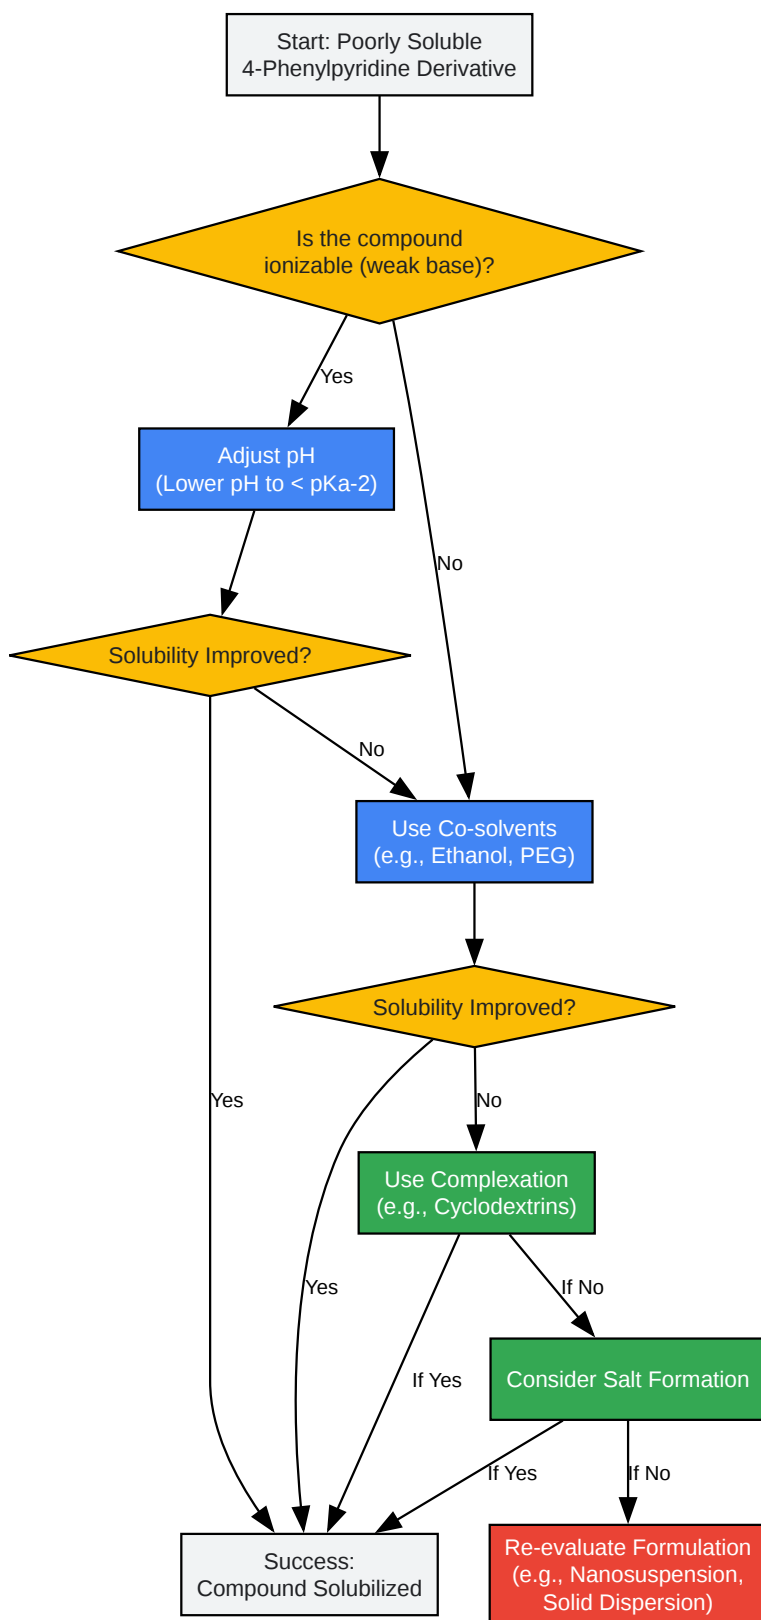 Start: Poorly Soluble
4-Phenylpyridine Derivative
Is the compound
ionizable (weak base)?
Yes
Adjust pH
(Lower pH to < pKa-2)
No
Solubility Improved?
No
Use Co-solvents
(e.g., Ethanol, PEG)
Solubility Improved?
Yes
No
Use Complexation
(e.g., Cyclodextrins)
Yes
If No
If Yes
Consider Salt Formation
If Yes
If No
Success:
Compound Solubilized
Re-evaluate Formulation
(e.g., Nanosuspension,
Solid Dispersion)